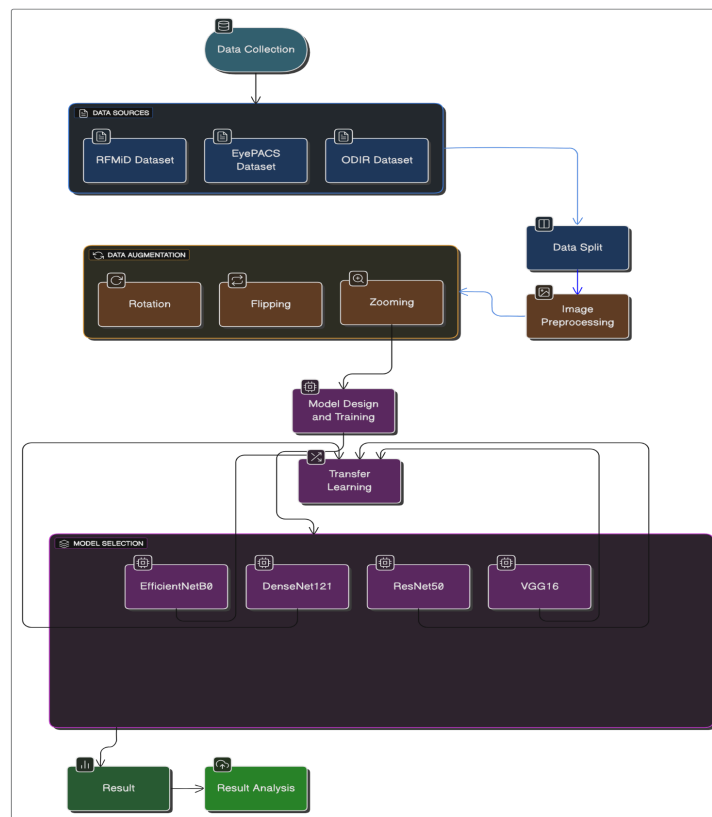 Data Collection
DATA SOURCES
RFMiD Dataset
EyePACS
Dataset
ODIR Dataset
Data Split
DATA AUGMENTATION
Rotation
Flipping
Zooming
Image
Preprocessing
Model Design
and Training
Transfer
Learning
MODEL SELECTION
EfficientNetB0
DenseNet121
ResNet50
VGG16
Result
Result Analysis